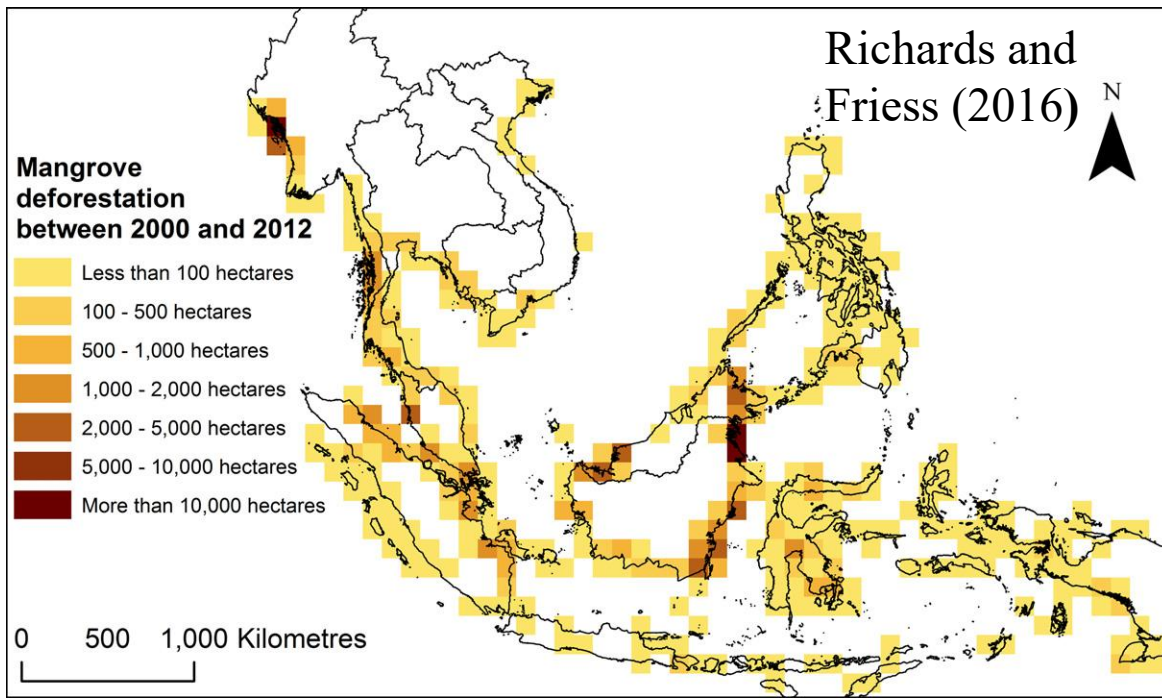 Richards and
Friess (2016)
N
Mangrove
deforestation
between 2000 and 2012
Less than 100 hectares
100 - 500 hectares
500 - 1,000 hectares
1,000 - 2,000 hectares
2,000 - 5,000 hectares
5,000 - 10,000 hectares
More than 10,000 hectares
0 500 1,000 Kilometres